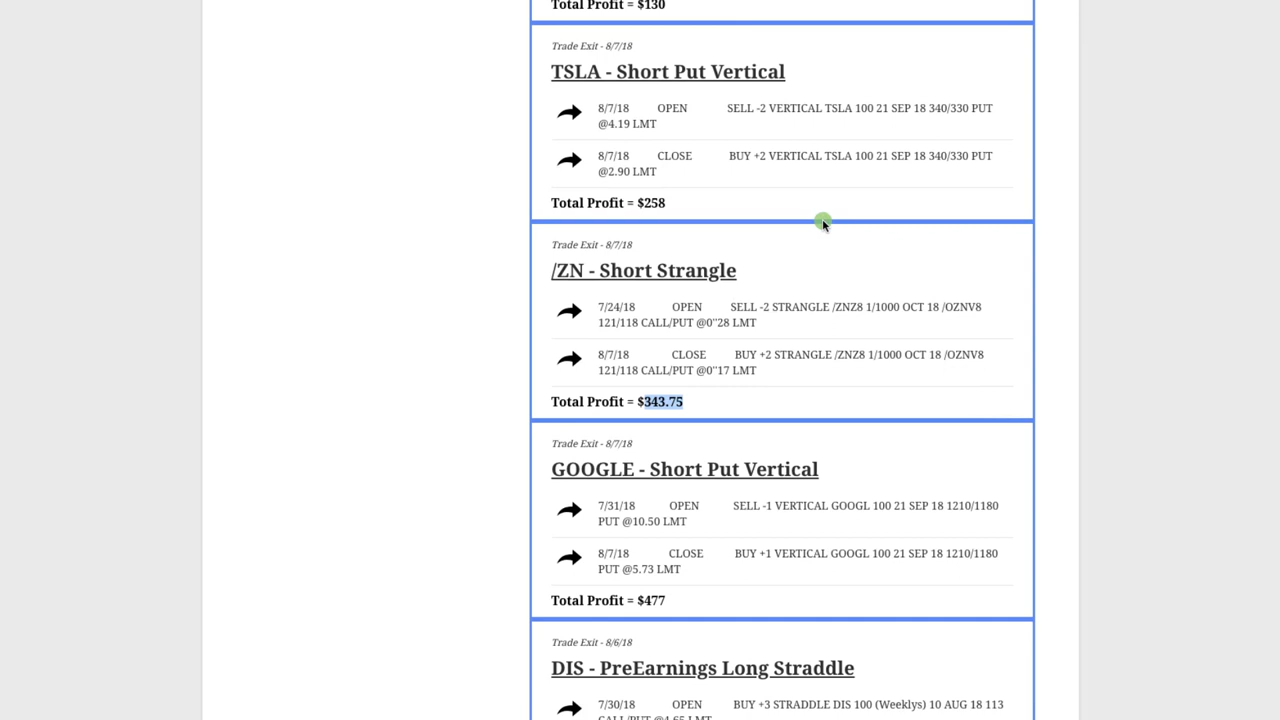 Total Profit = $130
Trade Exit - 8/7/18
TSLA - Short Put Vertical
8/7/18 OPEN SELL -2 VERTICAL TSLA 100 21 SEP 18 340/330 PUT
@4.19 LMT
8/7/18 CLOSE BUY +2 VERTICAL TSLA 100 21 SEP 18 340/330 PUT
@2.90 LMT
Total Profit = $258
Trade Exit - 8/7/18
/ZN - Short Strangle
7/24/18 OPEN SELL -2 STRANGLE /ZNZ8 1/1000 OCT 18 /OZNV8
121/118 CALL/PUT @0"28 LMT
8/7/18 CLOSE BUY +2 STRANGLE /ZNZ8 1/1000 OCT 18 /OZNV8
121/118 CALL/PUT @0"17 LMT
Total Profit = $343.75
Trade Exit - 8/7/18
GOOGLE - Short Put Vertical
7/31/18 OPEN SELL -1 VERTICAL GOOGL 100 21 SEP 18 1210/1180
PUT @10.50 LMT
8/7/18 CLOSE BUY +1 VERTICAL GOOGL 100 21 SEP 18 1210/1180
PUT @5.73 LMT
Total Profit = $477
Trade Exit - 8/6/18
DIS - PreEarnings Long Straddle
7/30/18 OPEN BUY +3 STRADDLE DIS 100 (Weeklys) 10 AUG 18 113
CALL/PUT @4.65 LMT